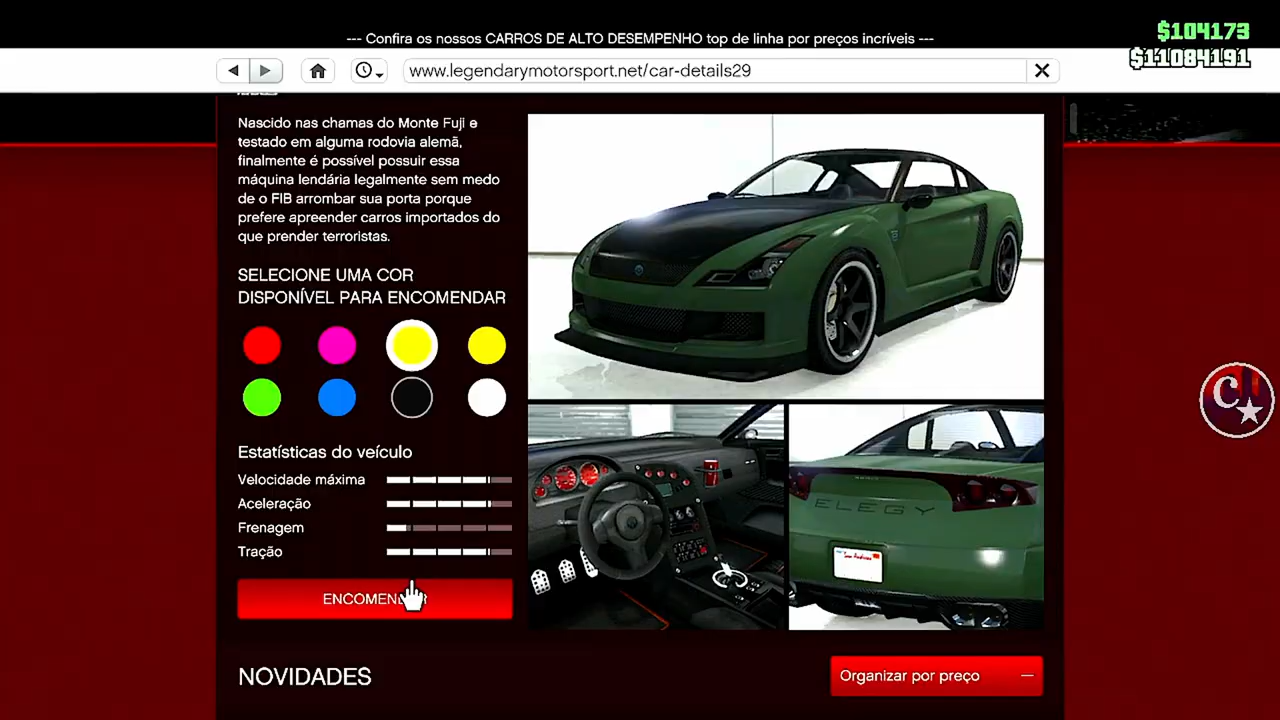 --- Confira os nossos CARROS DE ALTO DESEMPENHO top de linha por preços incríveis ---
$104173
$11084191
www.legendarymotorsport.net/car-details29
Nascido nas chamas do Monte Fuji e
testado em alguma rodovia alemã,
finalmente é possível possuir essa
máquina lendária legalmente sem medo
de o FIB arrombar sua porta porque
prefere apreender carros importados do
que prender terroristas.
SELECIONE UMA COR
DISPONÍVEL PARA ENCOMENDAR
Estatísticas do veículo
Velocidade máxima
Aceleração
Frenagem
Tração
ELEGY
San Andreas
C
NOVIDADES
Organizar por preço